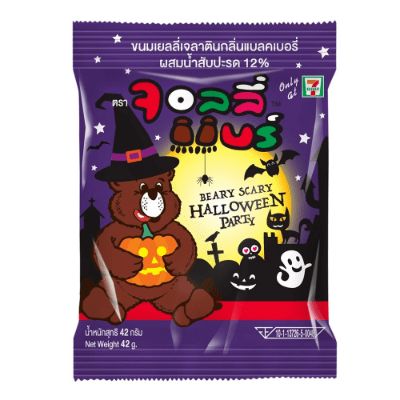 ขนมเยลลี่เจลาตินกลิ่นแบลคเบอรี่
ผสมน้ำสับปะรด 12%
Only
At
7
ELEVEN
ตรา
จอลลี่
แบร์
TM
BEARY SCARY
HALLOWEEN
PARTY
น้ำหนักสุทธิ 42 กรัม
Net Weight 42 g.